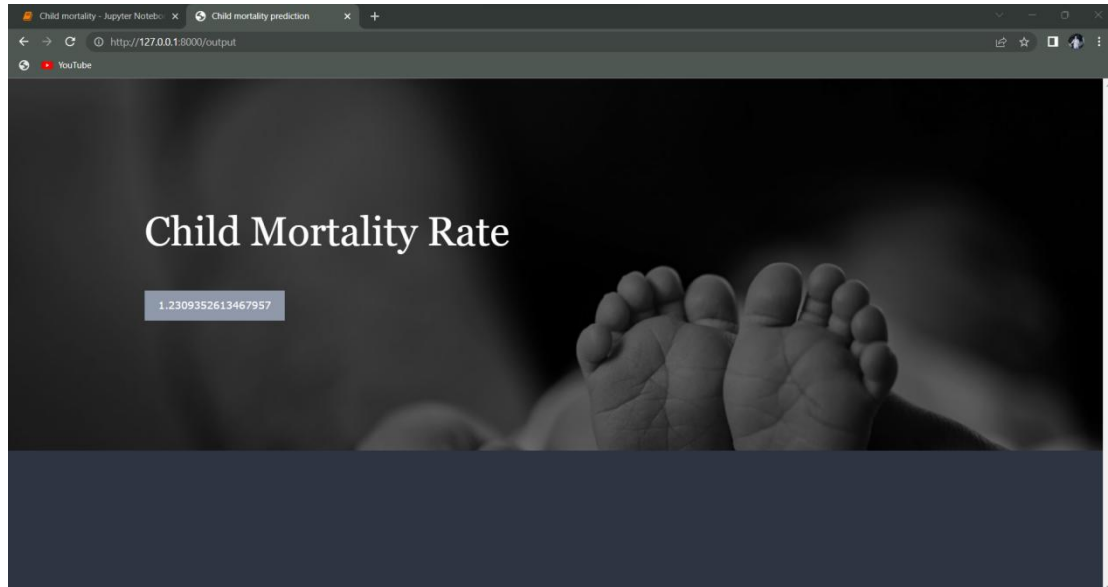 Child mortality - Jupyter Notebo
Child mortality prediction
http://127.0.0.1:8000/output
YouTube
Child Mortality Rate
1.2309352613467957